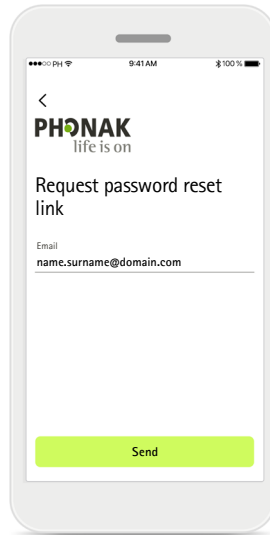 ●●●○○ PH 9:41 AM 100 %
PHONAK
life is on
Request password reset
link
Email
name.surname@domain.com
Send